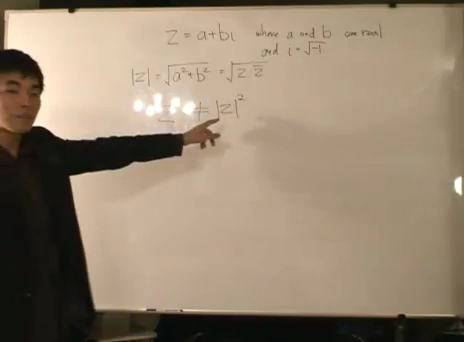 z = a+bi where a and b are real
and i = √-1
|z| = √a²+b² = √z z̄
z ≠ |z|²